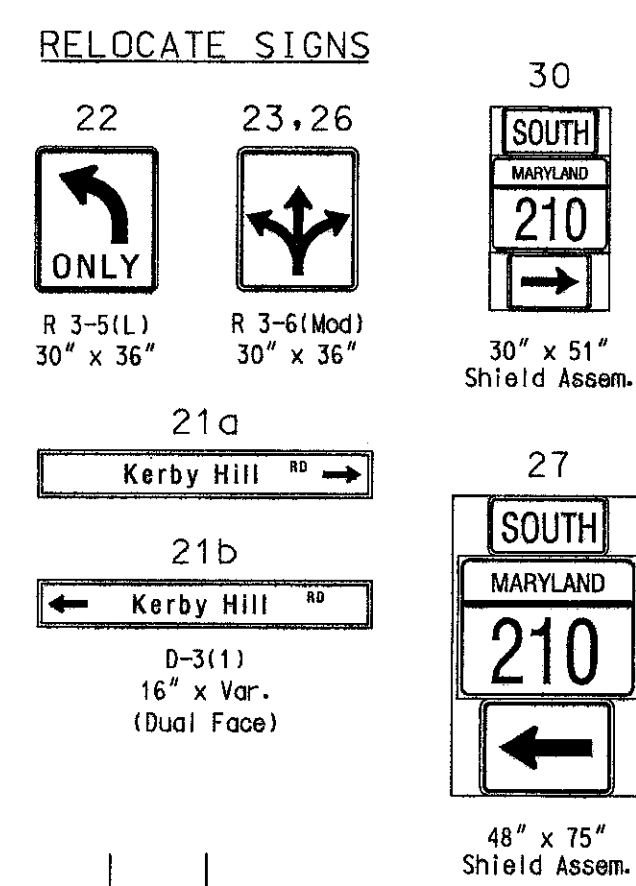 RELOCATE SIGNS
22
ONLY
R 3-5(L)
30" x 36"
23,26
R 3-6(Mod)
30" x 36"
30
SOUTH
MARYLAND
210
30" x 51"
Shield Assem.
21a
Kerby Hill RD
21b
Kerby Hill RD
D-3(1)
16" x Var.
(Dual Face)
27
SOUTH
MARYLAND
210
48" x 75"
Shield Assem.